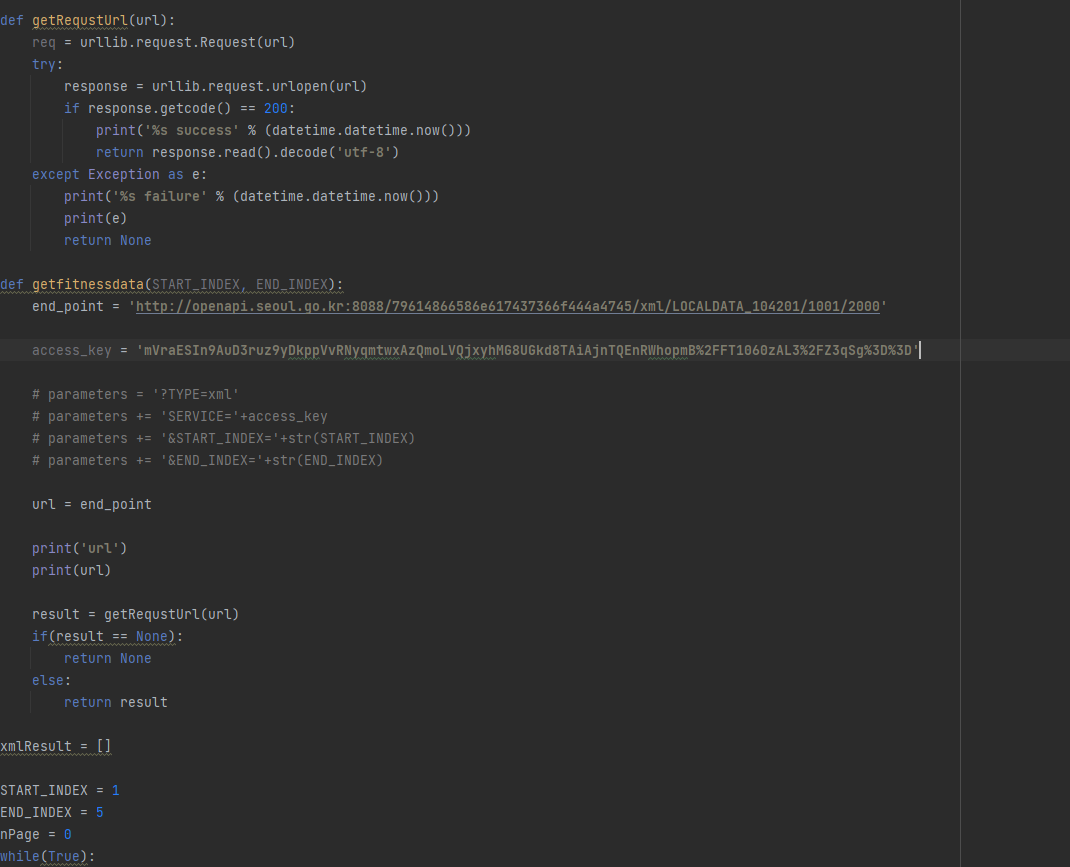 def getRequstUrl(url):
    req = urllib.request.Request(url)
    try:
        response = urllib.request.urlopen(url)
        if response.getcode() == 200:
            print('%s success' % (datetime.datetime.now()))
            return response.read().decode('utf-8')
    except Exception as e:
        print('%s failure' % (datetime.datetime.now()))
        print(e)
        return None
def getfitnessdata(START_INDEX, END_INDEX):
    end_point = 'http://openapi.seoul.go.kr:8088/79614866586e617437366f444a4745/xml/LOCALDATA_104201/1001/2000'
    access_key = 'mVraESIn9AuD3ruz9yDkppVvRNyqmtwxAzQmoLVQjxyhMG8UGkd8TAiAjnTQEnRWhopmB%2FFT1060zAL3%2FZ3qSg%3D%3D'
    # parameters = '?TYPE=xml'
    # parameters += 'SERVICE='+access_key
    # parameters += '&START_INDEX='+str(START_INDEX)
    # parameters += '&END_INDEX='+str(END_INDEX)
    url = end_point
    print('url')
    print(url)
    result = getRequstUrl(url)
    if(result == None):
        return None
    else:
        return result
xmlResult = []
START_INDEX = 1
END_INDEX = 5
nPage = 0
while(True):